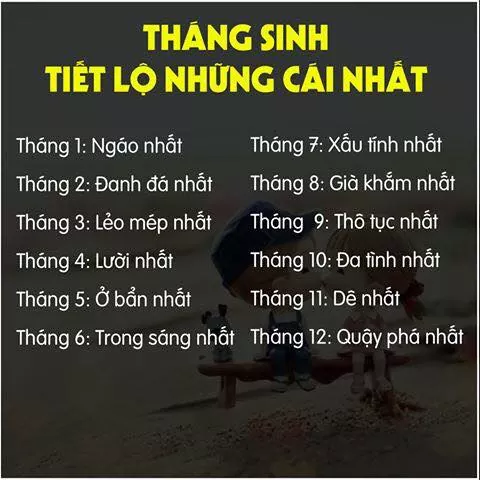 THÁNG SINH
TIẾT LỘ NHỮNG CÁI NHẤT
Tháng 1: Ngáo nhất
Tháng 2: Đanh đá nhất
Tháng 3: Lẻo mép nhất
Tháng 4: Lười nhất
Tháng 5: Ở bẩn nhất
Tháng 6: Trong sáng nhất
Tháng 7: Xấu tính nhất
Tháng 8: Già khắm nhất
Tháng 9: Thô tục nhất
Tháng 10: Đa tình nhất
Tháng 11: Dê nhất
Tháng 12: Quậy phá nhất